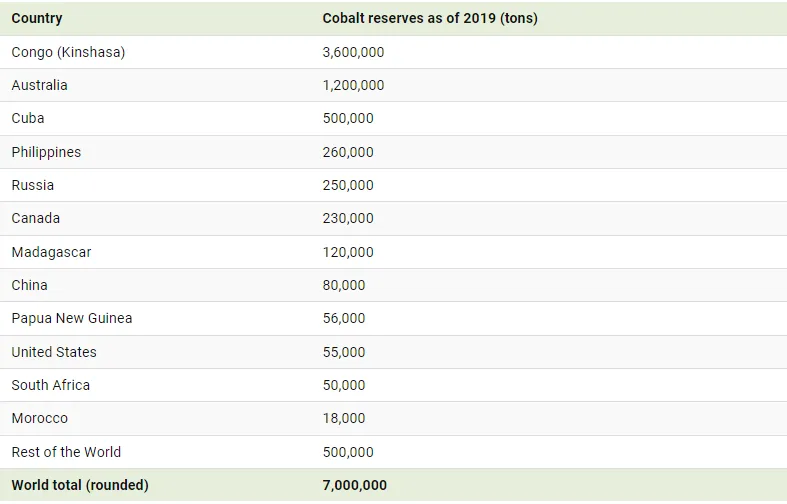 Country Cobalt reserves as of 2019 (tons)
Congo (Kinshasa) 3,600,000
Australia 1,200,000
Cuba 500,000
Philippines 260,000
Russia 250,000
Canada 230,000
Madagascar 120,000
China 80,000
Papua New Guinea 56,000
United States 55,000
South Africa 50,000
Morocco 18,000
Rest of the World 500,000
World total (rounded) 7,000,000